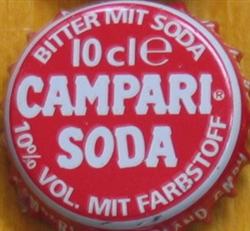 BITTER MIT SODA
10 cl e
CAMPARI®
SODA
10% VOL. MIT FARBSTOFF